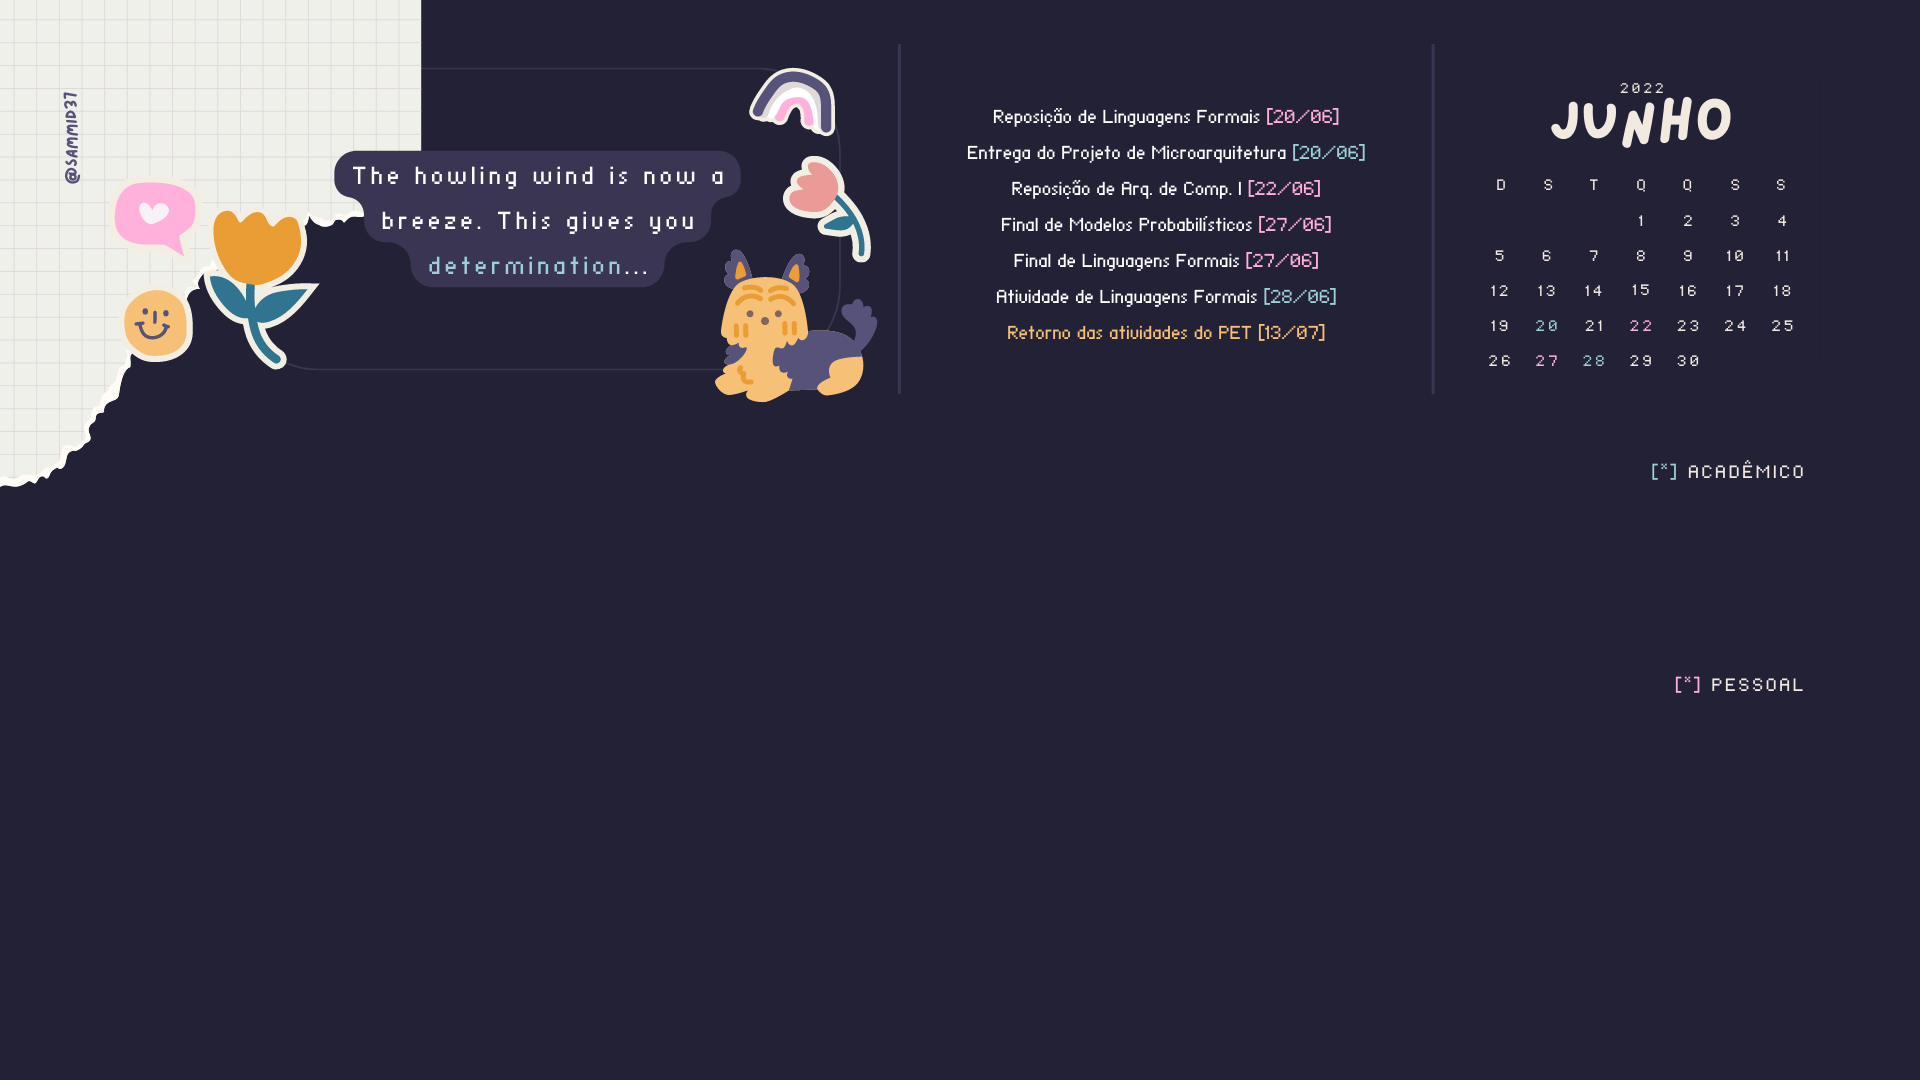 @SAMMID37
The howling wind is now a
breeze. This gives you
determination...
Reposição de Linguagens Formais [20/06]
Entrega do Projeto de Microarquitetura [20/06]
Reposição de Arq. de Comp. I [22/06]
Final de Modelos Probabilísticos [27/06]
Final de Linguagens Formais [27/06]
Atividade de Linguagens Formais [28/06]
Retorno das atividades do PET [13/07]
2022
JUNHO
D S T Q Q S S
1 2 3 4
5 6 7 8 9 10 11
12 13 14 15 16 17 18
19 20 21 22 23 24 25
26 27 28 29 30
[*] ACADÊMICO
[*] PESSOAL